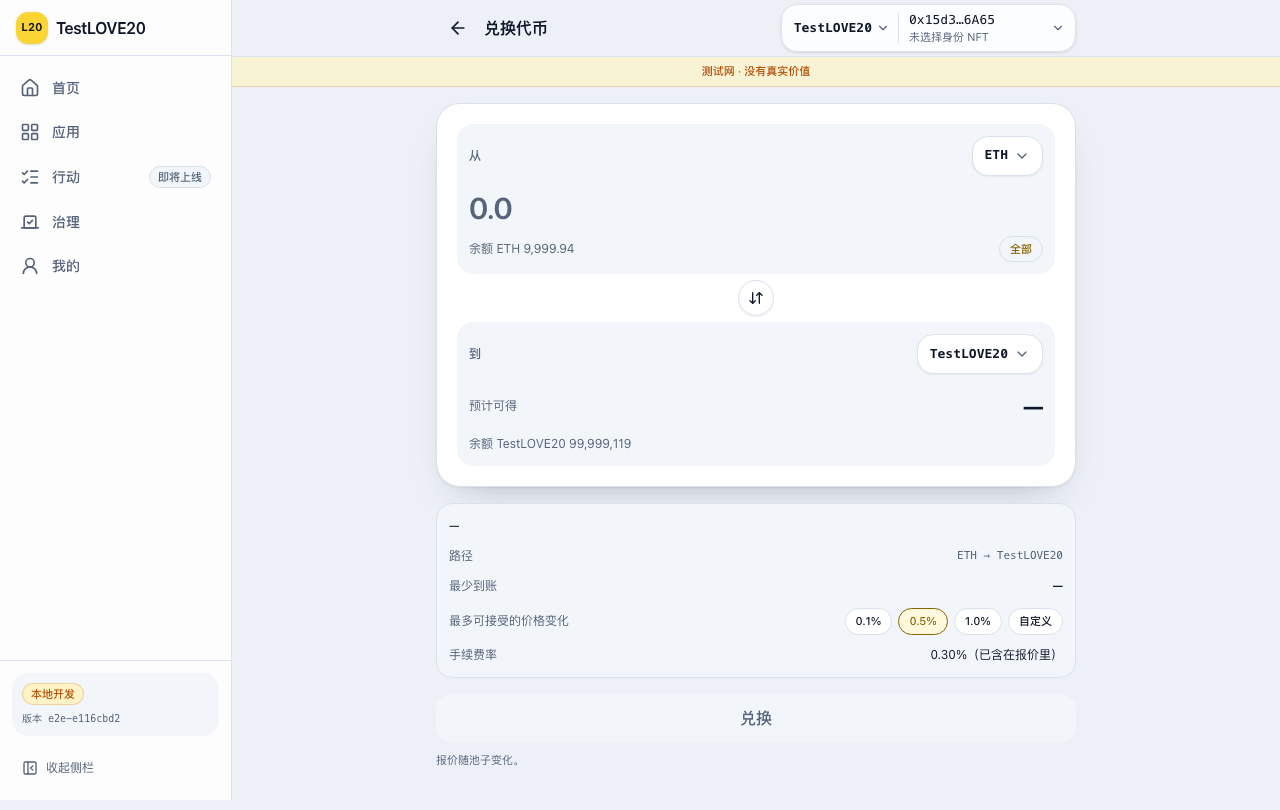 L20 TestLOVE20
首页
应用
行动 即将上线
治理
我的
本地开发
版本 e2e-e116cbd2
收起侧栏
兑换代币
TestLOVE20
0x15d3…6A65
未选择身份 NFT
测试网 · 没有真实价值
从 ETH
0.0
余额 ETH 9,999.94 全部
到 TestLOVE20
预计可得 —
余额 TestLOVE20 99,999,119
—
路径 ETH → TestLOVE20
最少到账 —
最多可接受的价格变化 0.1% 0.5% 1.0% 自定义
手续费率 0.30%（已含在报价里）
兑换
报价随池子变化。